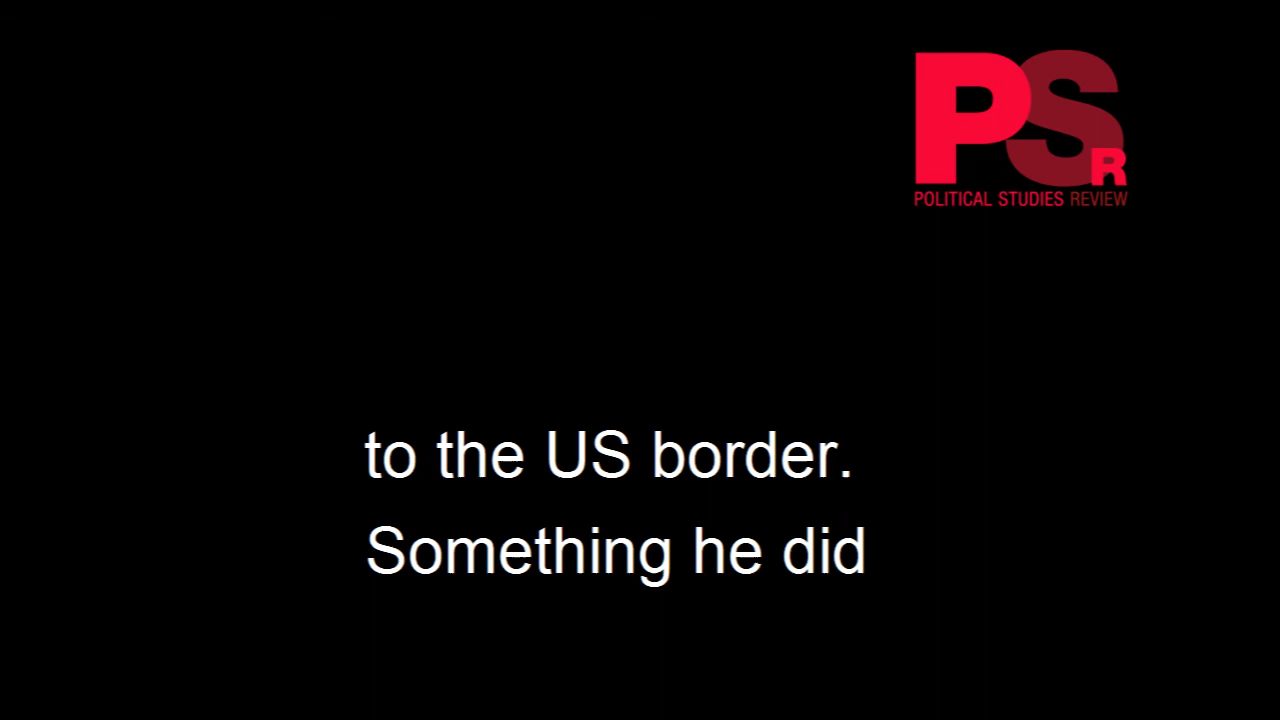 PSR
POLITICAL STUDIES REVIEW
to the US border.
Something he did